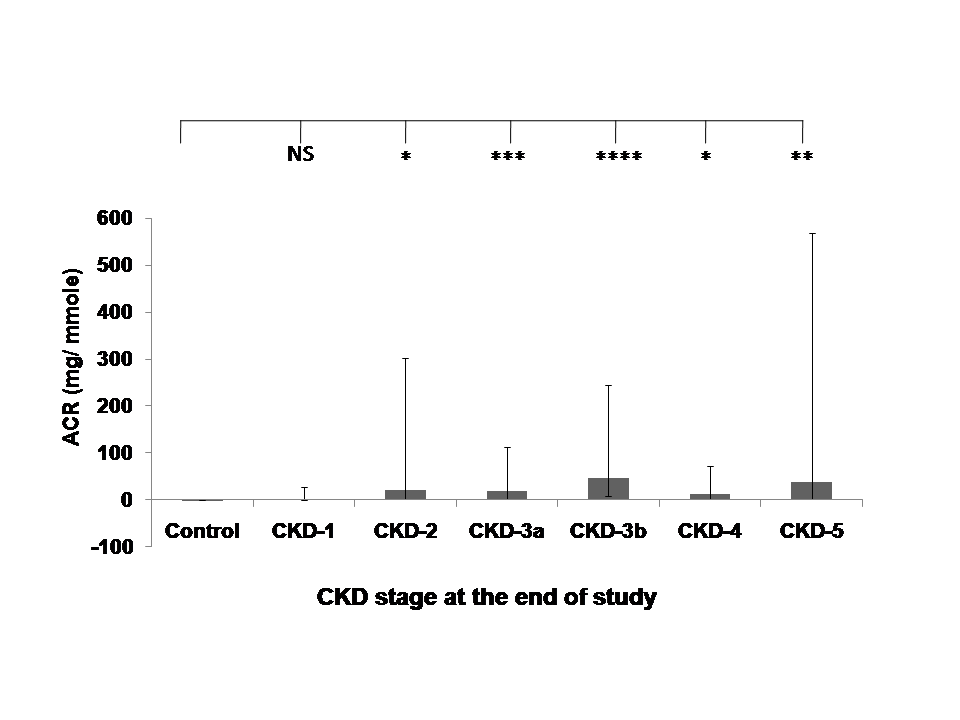 NS * *** **** * **
600
500
400
300
200
100
0
-100
ACR (mg/ mmole)
Control CKD-1 CKD-2 CKD-3a CKD-3b CKD-4 CKD-5
CKD stage at the end of study